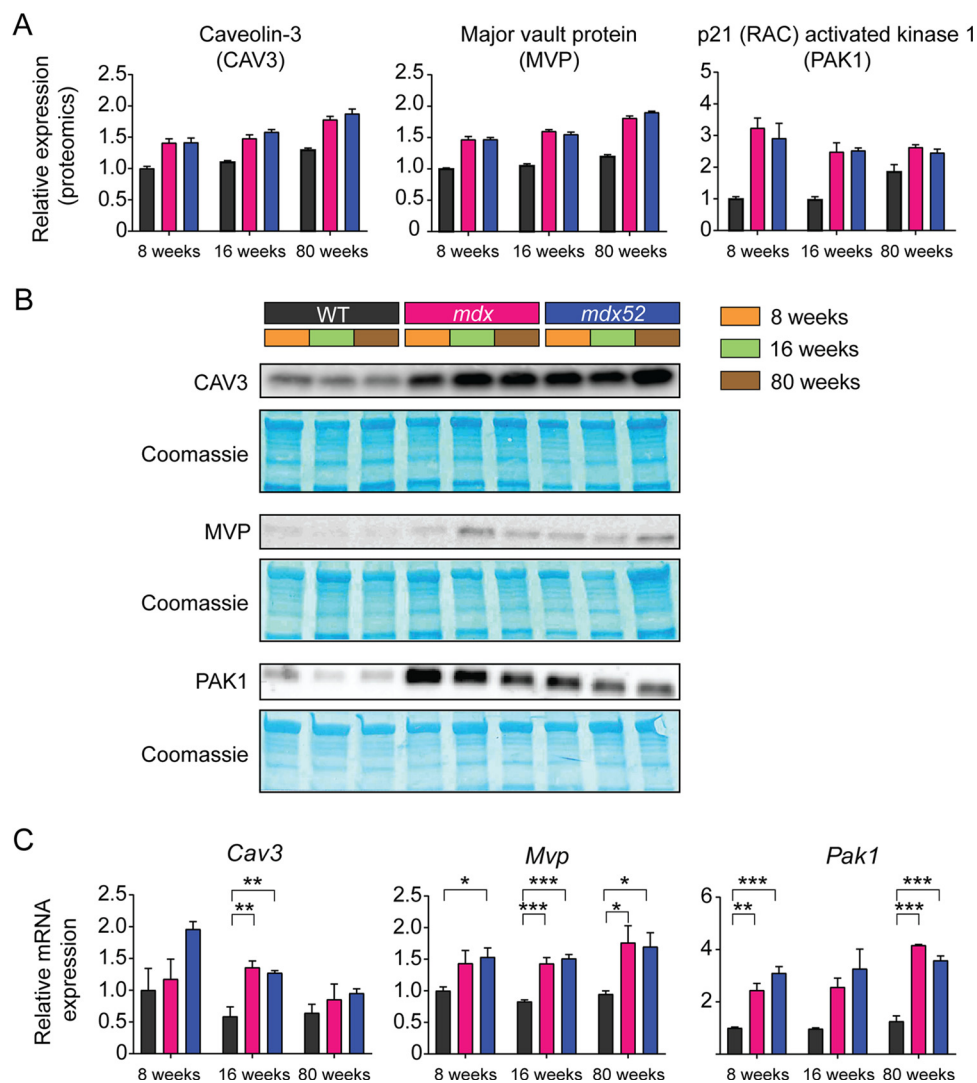 A
Caveolin-3
(CAV3)
Major vault protein
(MVP)
p21 (RAC) activated kinase 1
(PAK1)
Relative expression
(proteomics)
2.5
2.0
1.5
1.0
0.5
0
8 weeks 16 weeks 80 weeks
2.5
2.0
1.5
1.0
0.5
0
8 weeks 16 weeks 80 weeks
5
4
3
2
1
0
8 weeks 16 weeks 80 weeks
B
WT mdx mdx52
8 weeks
16 weeks
80 weeks
CAV3
Coomassie
MVP
Coomassie
PAK1
Coomassie
C
Cav3
Mvp
Pak1
Relative mRNA
expression
2.5
2.0
1.5
1.0
0.5
0
**
**
8 weeks 16 weeks 80 weeks
2.5
2.0
1.5
1.0
0.5
0
*
***
***
*
*
8 weeks 16 weeks 80 weeks
6
4
2
***
**
***
***
8 weeks 16 weeks 80 weeks